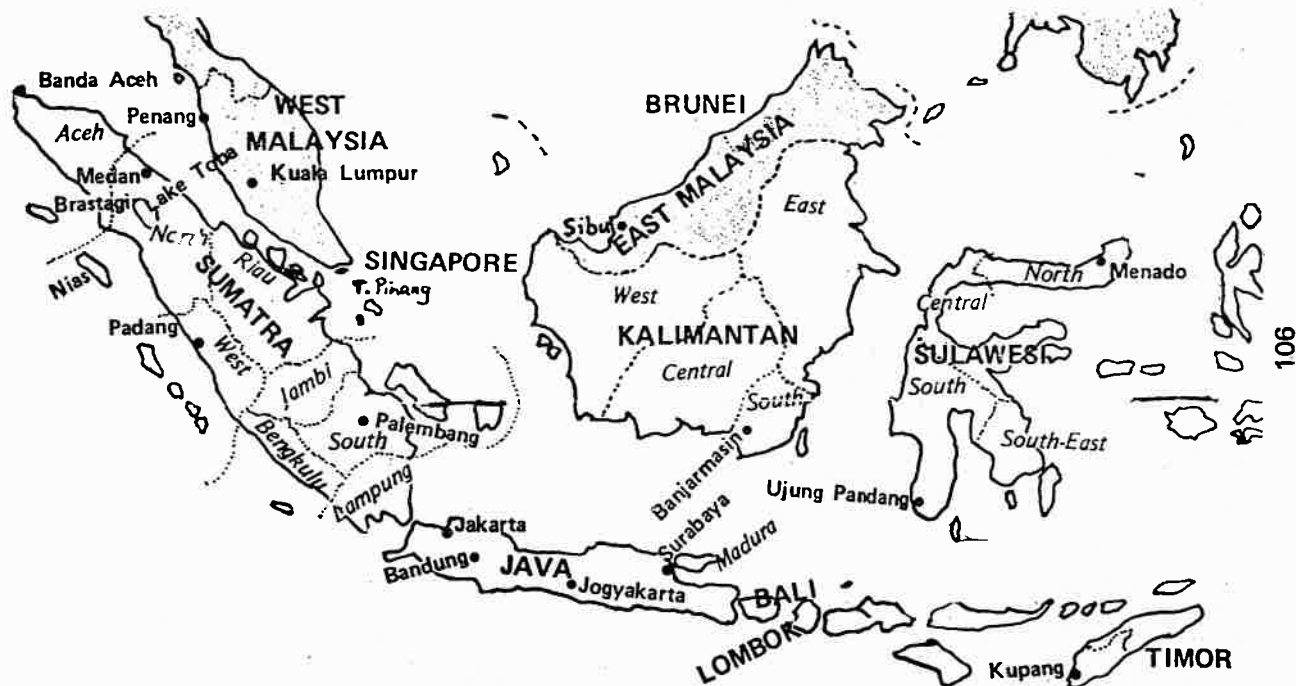 Banda Aceh
Aceh
Penang
WEST
MALAYSIA
Kuala Lumpur
Medan
Lake Toba
Brastagi
North
Nias
SUMATRA
Riau
SINGAPORE
T. Pinang
Padang
West
Jambi
Palembang
South
Bengkulu
Lampung
BRUNEI
EAST MALAYSIA
Sibu
East
West
KALIMANTAN
Central
South
Banjarmasin
North
Menado
Central
SULAWESI
South
South-East
Ujung Pandang
106
Jakarta
Bandung
JAVA
Jogyakarta
Surabaya
Madura
BALI
LOMBOK
Kupang
TIMOR